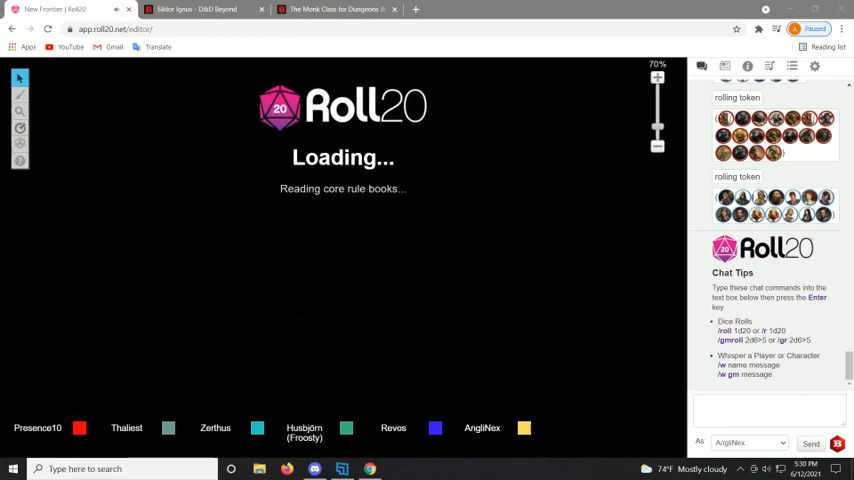 New Frontier | Roll20
Sildor Ignus - D&D Beyond
The Monk Class for Dungeons &
app.roll20.net/editor/
Paused
Apps
YouTube
Gmail
Translate
Reading list
70%
20
Roll20
Loading...
Reading core rule books...
rolling token
rolling token
Roll20
Chat Tips
Type these chat commands into the
text box below then press the Enter
key.
Dice Rolls
/roll 1d20 or /r 1d20
/gmroll 2d6>5 or /gr 2d6>5
Whisper a Player or Character
/w name message
/w gm message
Presence10
Thaliest
Zerthus
Husbjörn
(Froosty)
Revos
AngliNex
As:
AngliNex
Send
Type here to search
74°F Mostly cloudy
5:30 PM
6/12/2021